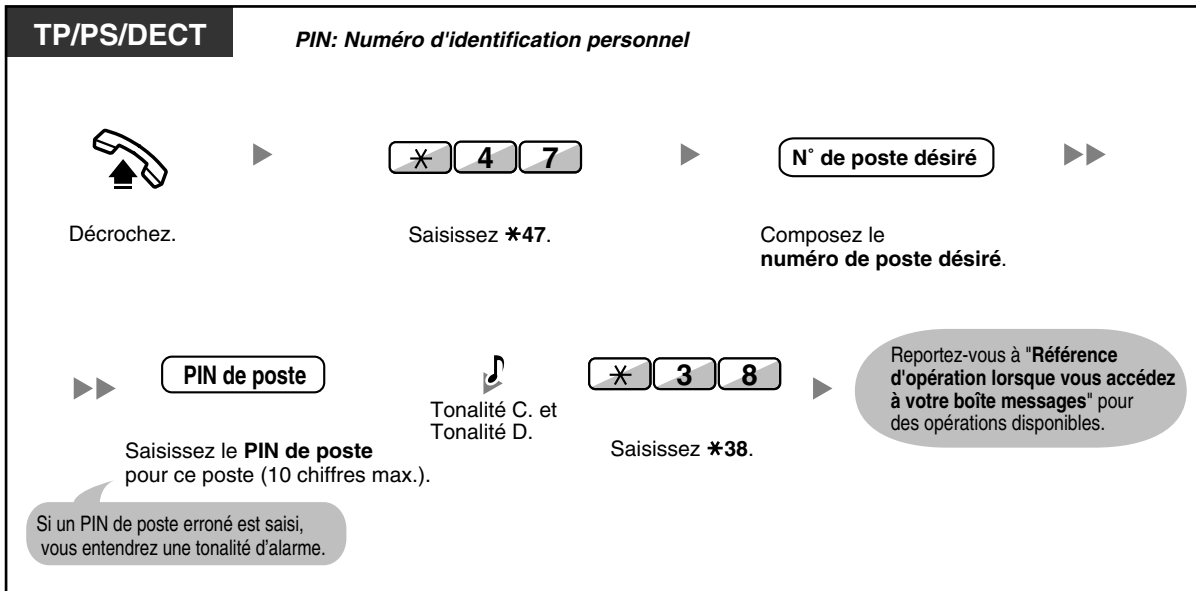 TP/PS/DECT
PIN: Numéro d'identification personnel
✳ 4 7
N° de poste désiré
Décrochez.
Saisissez ✳47.
Composez le
numéro de poste désiré.
PIN de poste
Tonalité C. et
Tonalité D.
✳ 3 8
Reportez-vous à "Référence
d'opération lorsque vous accédez
à votre boîte messages" pour
des opérations disponibles.
Saisissez le PIN de poste
pour ce poste (10 chiffres max.).
Saisissez ✳38.
Si un PIN de poste erroné est saisi,
vous entendrez une tonalité d'alarme.